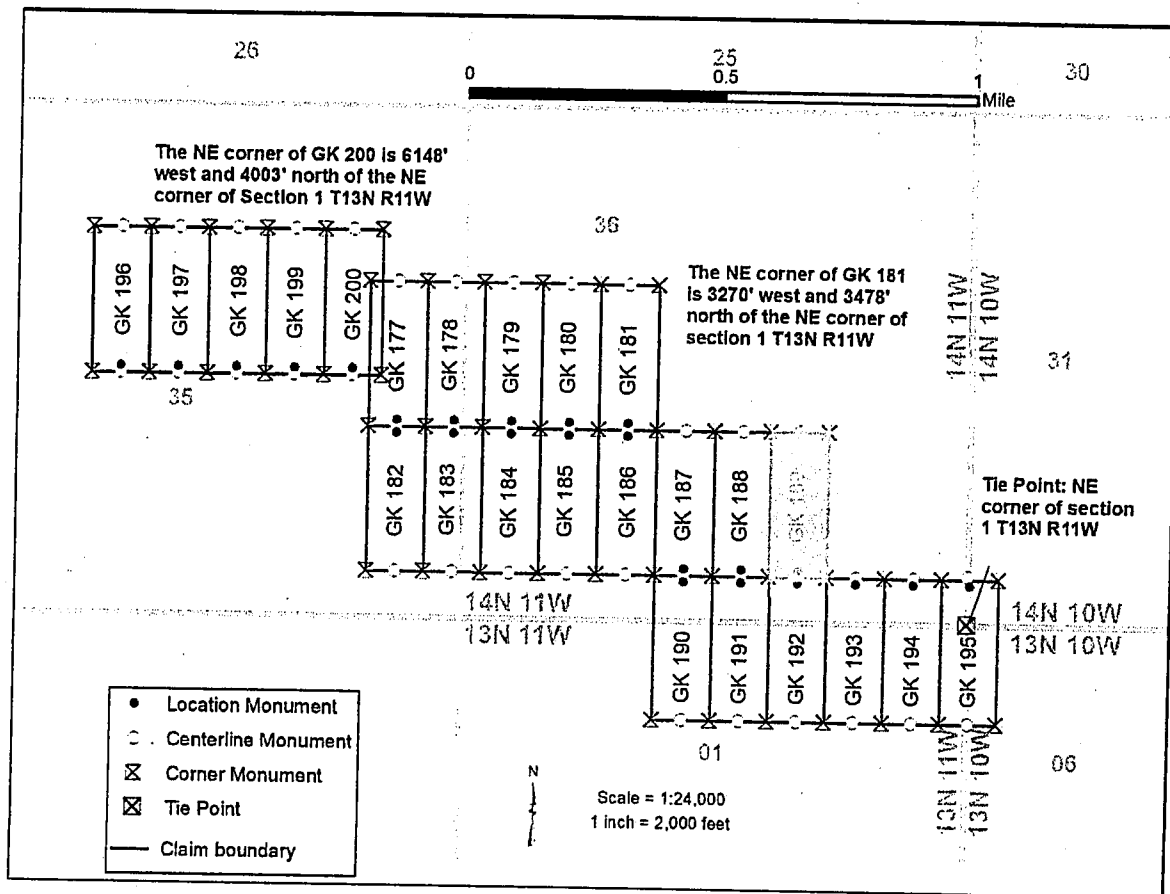 26
25
30
0
0.5
1
Mile
The NE corner of GK 200 is 6148'
west and 4003' north of the NE
corner of Section 1 T13N R11W
36
GK 196
GK 197
GK 198
GK 199
GK 200
GK 177
GK 178
GK 179
GK 180
GK 181
The NE corner of GK 181
is 3270' west and 3478'
north of the NE corner of
section 1 T13N R11W
14N 11W
14N 10W
31
35
GK 182
GK 183
GK 184
GK 185
GK 186
GK 187
GK 188
GK 189
Tie Point: NE
corner of section
1 T13N R11W
14N 11W
13N 11W
14N 10W
13N 10W
GK 190
GK 191
GK 192
GK 193
GK 194
GK 195
01
13N 11W
13N 10W
06
Location Monument
Centerline Monument
Corner Monument
Tie Point
Claim boundary
N
Scale = 1:24,000
1 inch = 2,000 feet